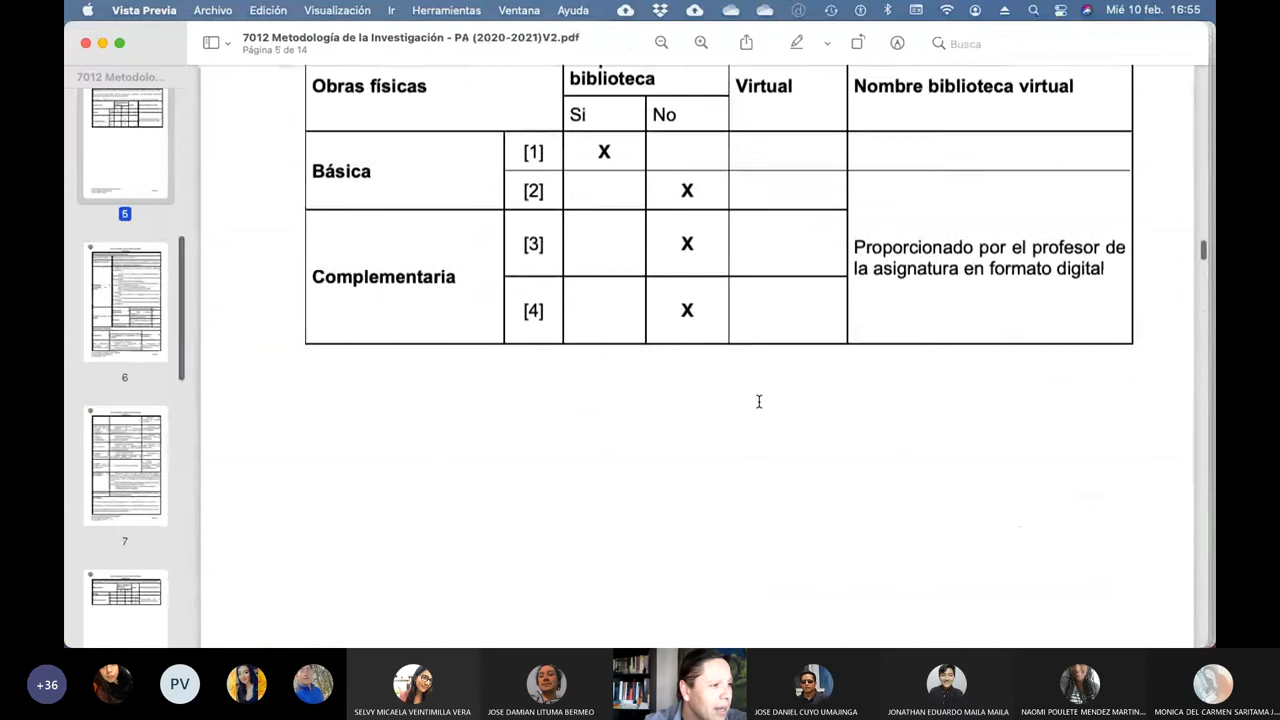 Vista Previa Archivo Edición Visualización Ir Herramientas Ventana Ayuda Mié 10 feb. 16:55
7012 Metodología de la Investigación - PA (2020-2021)V2.pdf
Página 5 de 14
Busca
7012 Metodolo...
5
6
7
biblioteca
Obras físicas Virtual Nombre biblioteca virtual
Si No
Básica [1] X
[2] X
Complementaria [3] X Proporcionado por el profesor de
la asignatura en formato digital
[4] X
+36 PV
SELVY MICAELA VEINTIMILLA VERA JOSE DAMIAN LITUMA BERMEO JOSE DANIEL CUYO UMAJINGA JONATHAN EDUARDO MAILA MAILA NAOMI POULETE MENDEZ MARTIN... MONICA DEL CARMEN SARITAMA J...